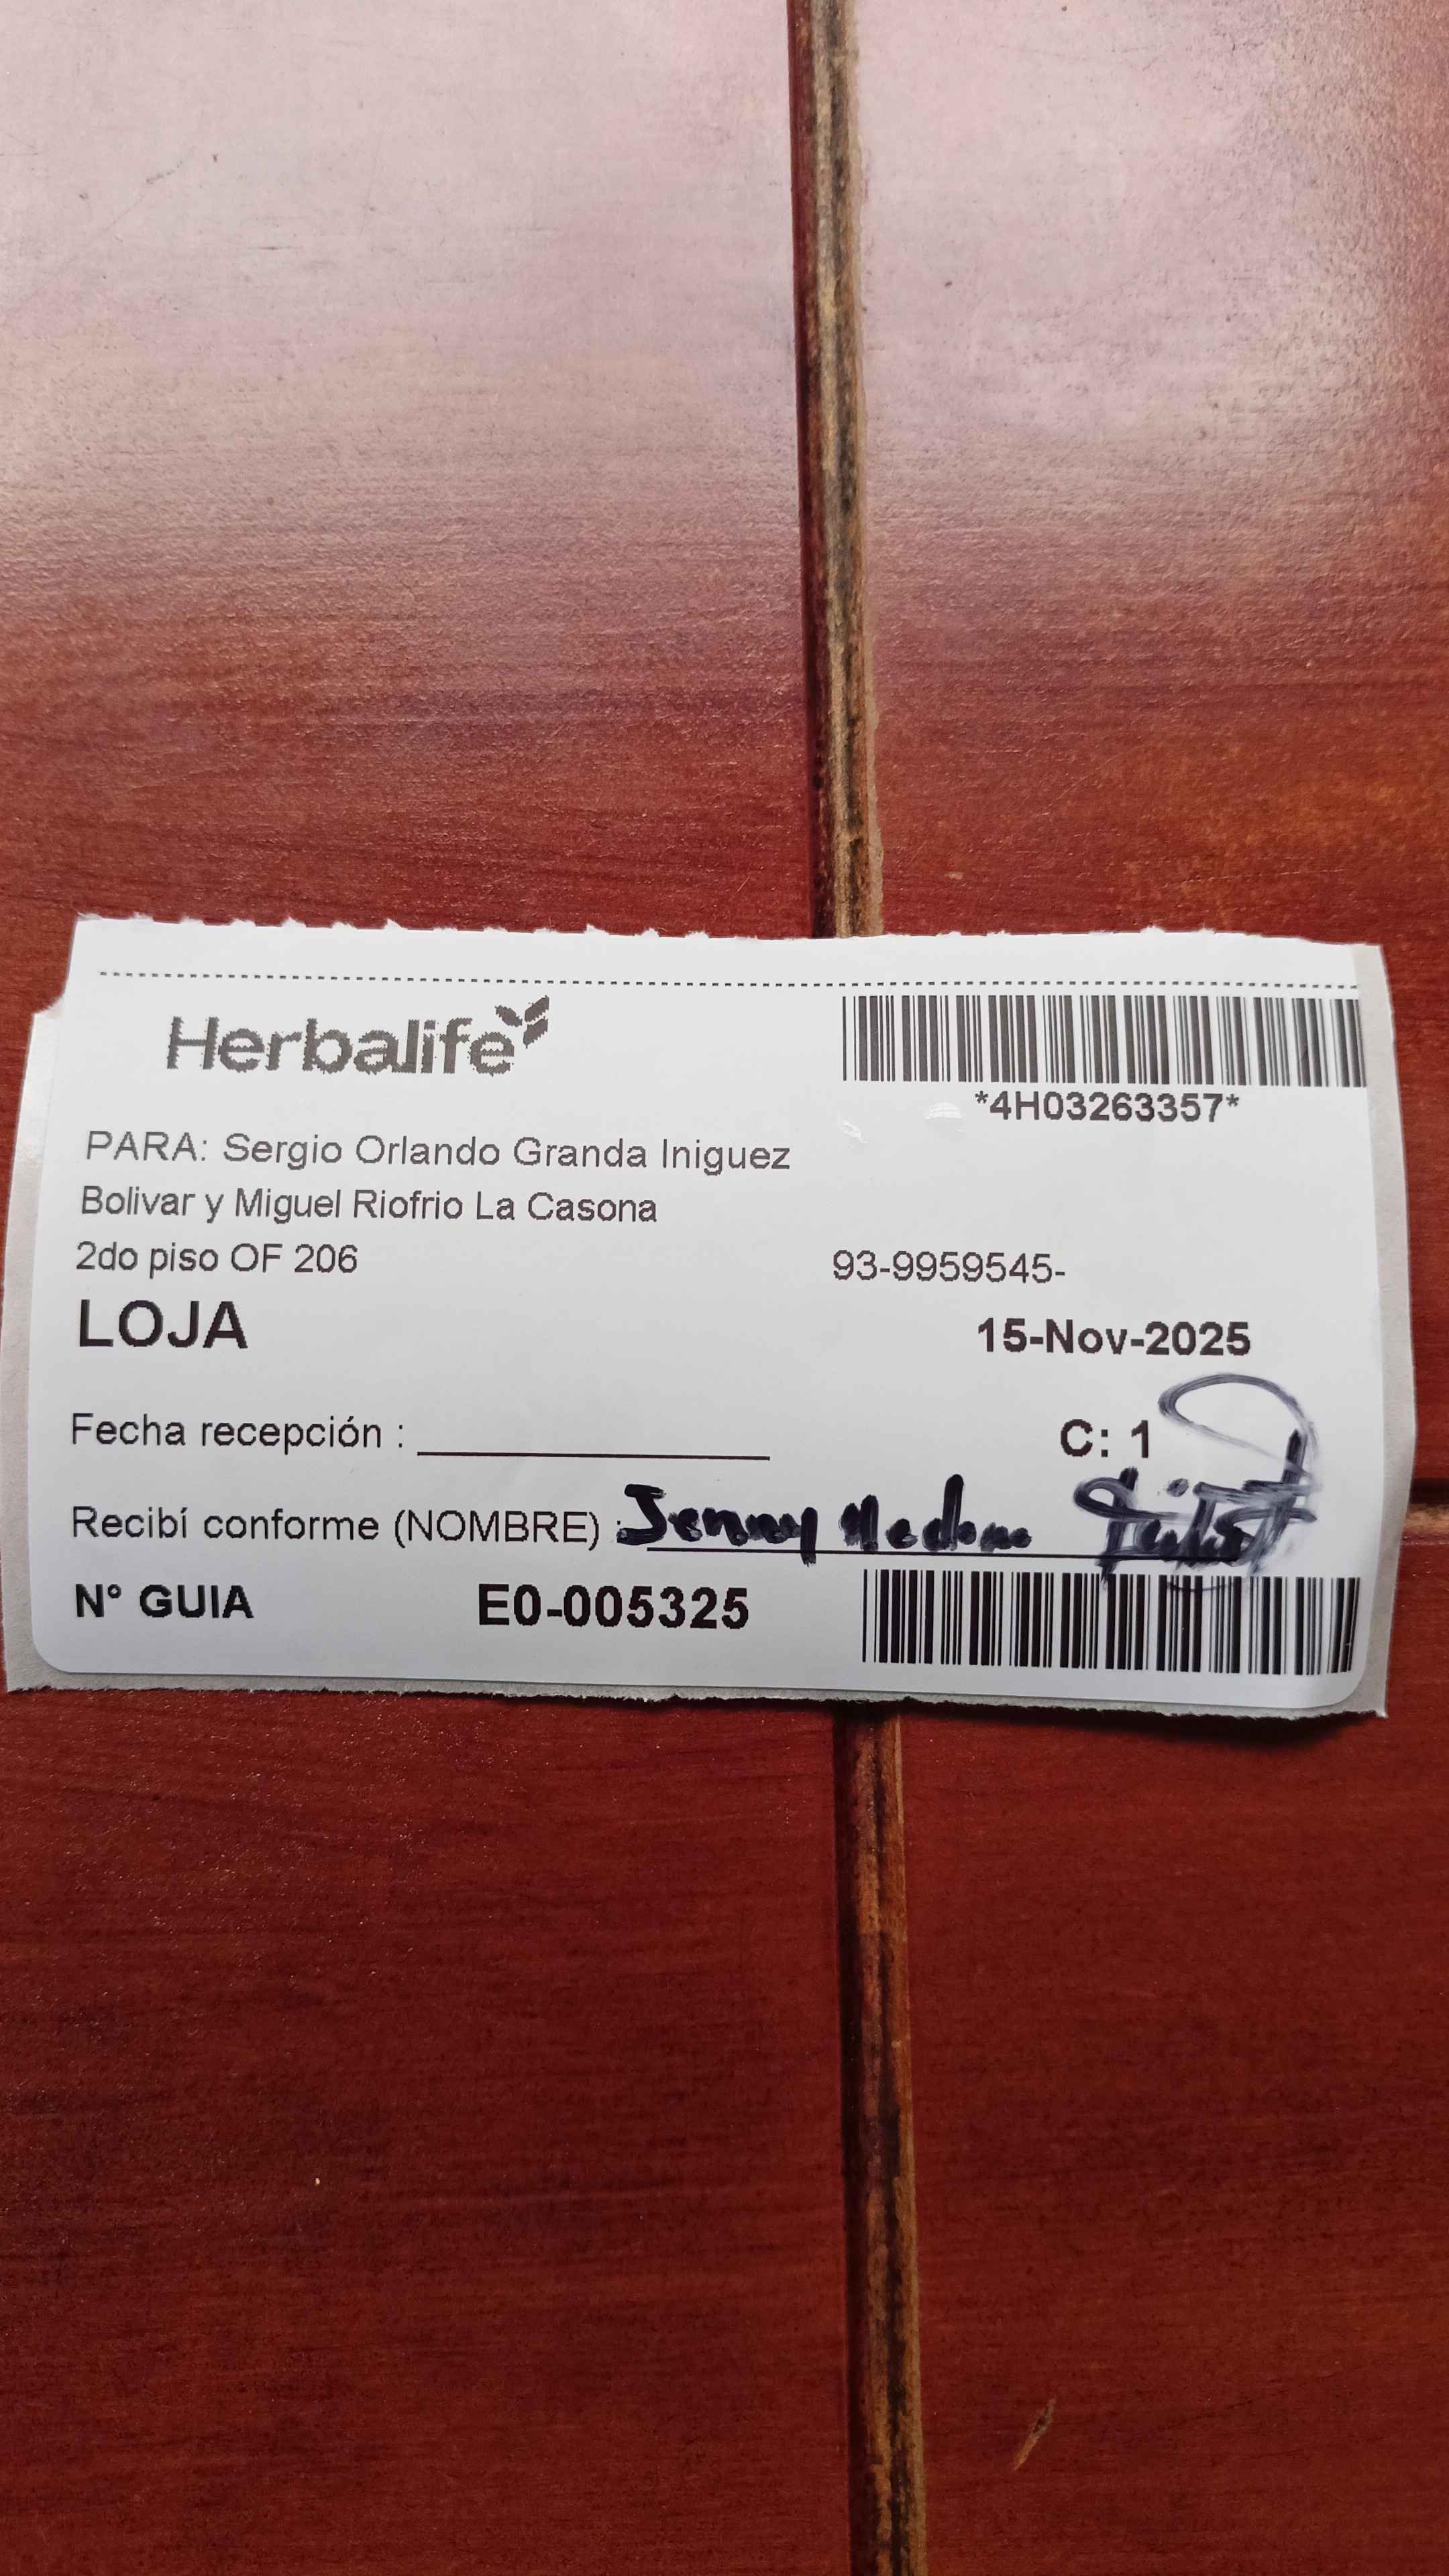 Herbalife
*4H03263357*
PARA: Sergio Orlando Granda Iniguez
Bolivar y Miguel Riofrio La Casona
2do piso OF 206 93-9959545-
LOJA 15-Nov-2025
Fecha recepción : C: 1
Recibí conforme (NOMBRE) : Jenny
N° GUIA E0-005325